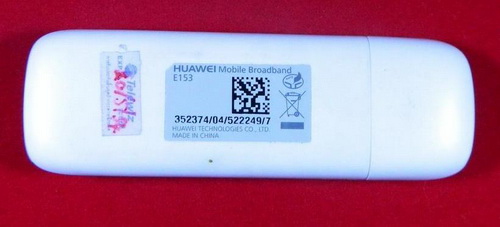 HUAWEI Mobile Broadband
E153
352374/04/522249/7
HUAWEI TECHNOLOGIES CO., LTD.
MADE IN CHINA